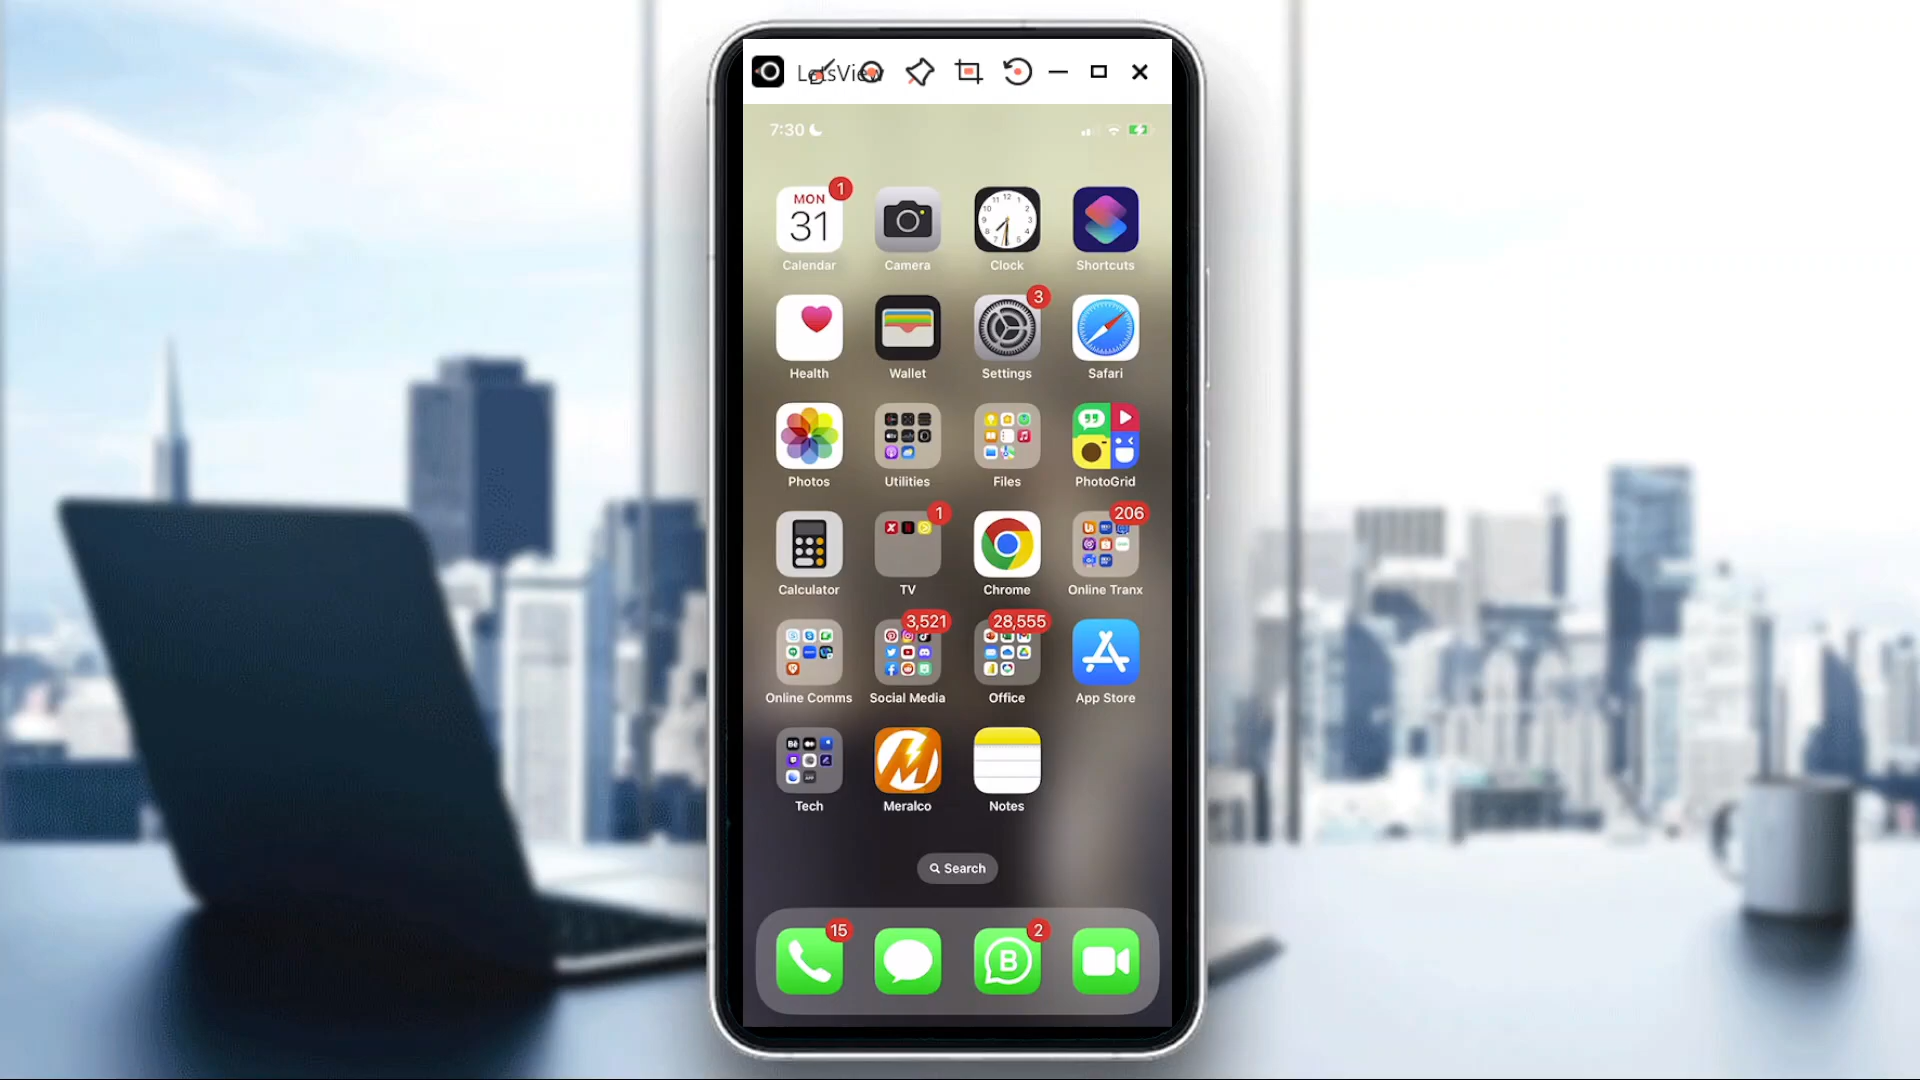 LetsView
7:30
1
MON
31
Calendar
Camera
Clock
Shortcuts
3
Health
Wallet
Settings
Safari
Photos
Utilities
Files
PhotoGrid
1
206
Calculator
TV
Chrome
Online Tranx
3,521
28,555
Online Comms
Social Media
Office
App Store
Tech
Meralco
Notes
Search
15
2
B